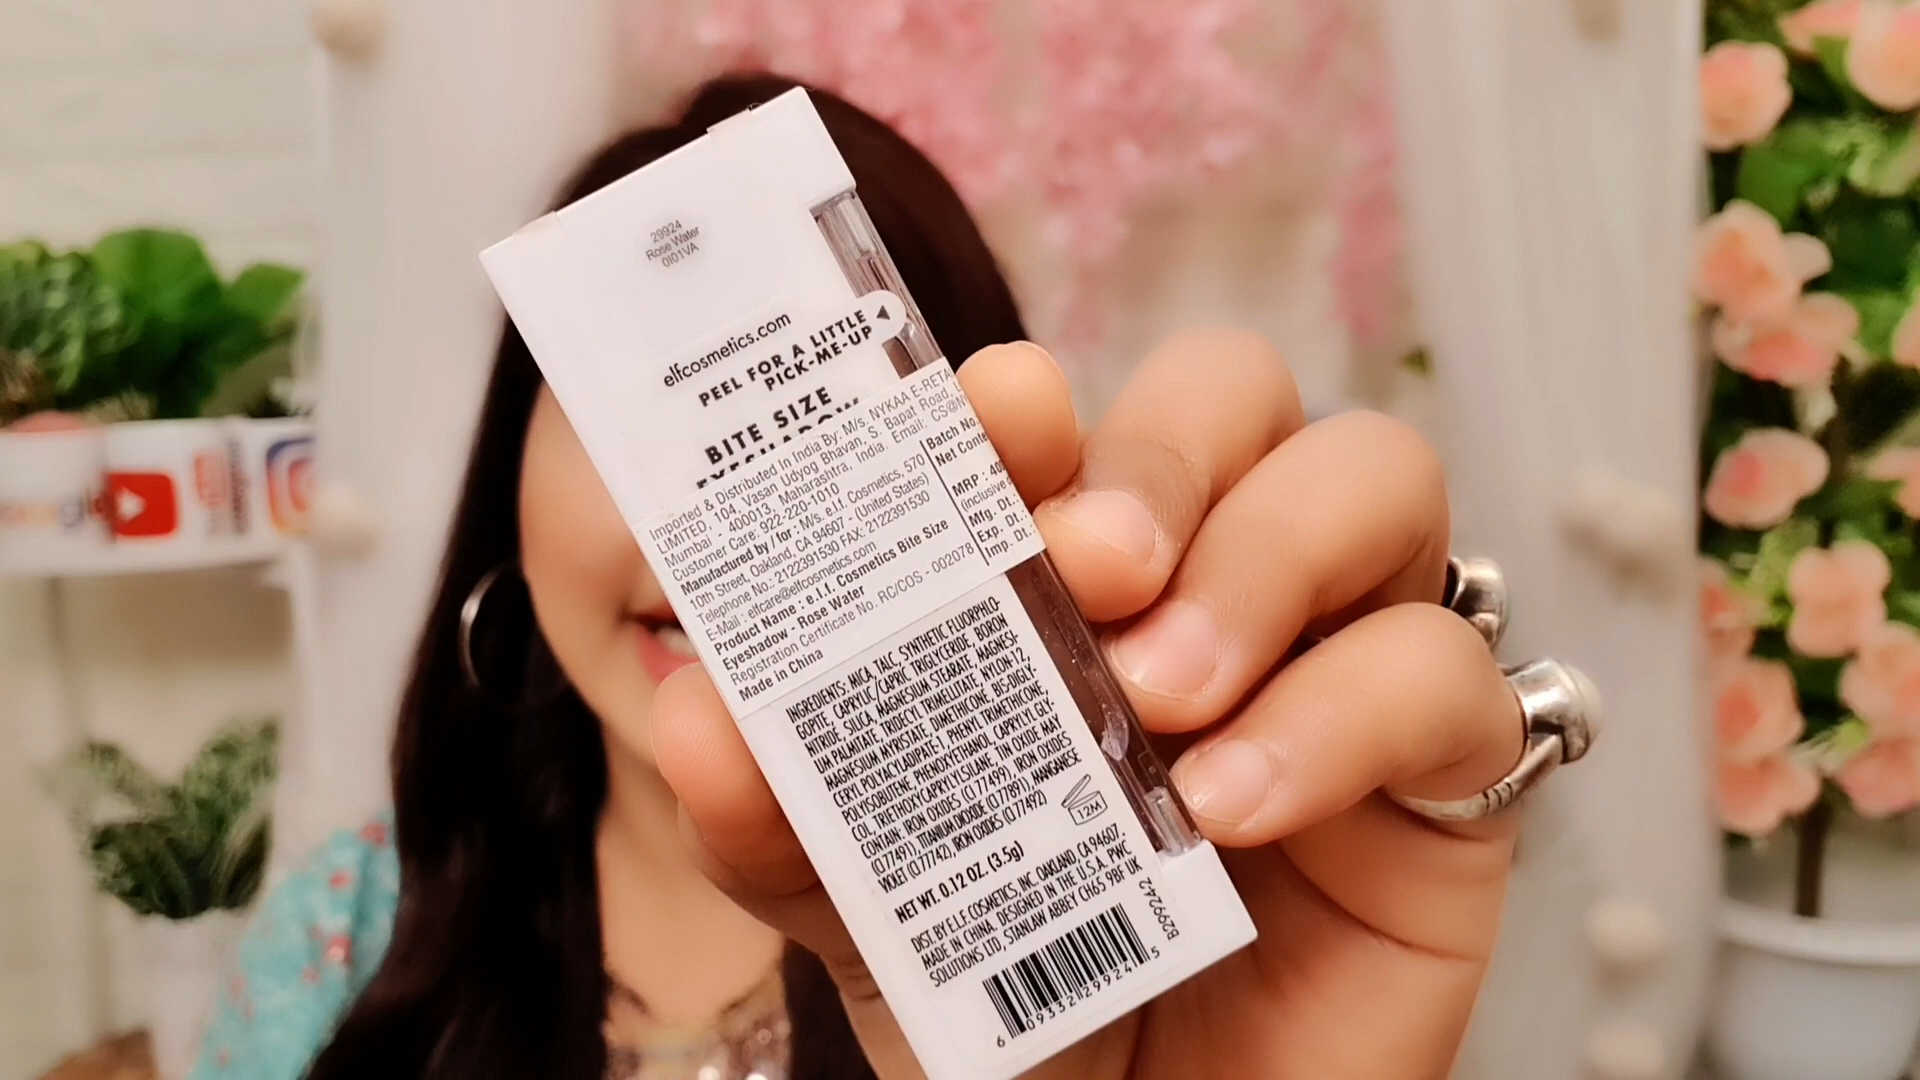 29924
Rose Water
0I01VA
elfcosmetics.com
PEEL FOR A LITTLE
PICK-ME-UP
BITE SIZE
EYESHADOW
Imported & Distributed in India By: M/s. NYKAA E-RETA
LIMITED, 104, Vasan Udyog Bhavan, S. Bapat Road,
Mumbai - 400013, Maharashtra, India. Email: CS@N
Customer Care: 922-220-1010
Manufactured by / for : M/s. e.l.f. Cosmetics, 570
10th Street, Oakland, CA 94607 - (United States)
Telephone No.: 2122391530 FAX: 2122391530
E-Mail : elfcare@elfcosmetics.com
Product Name : e.l.f. Cosmetics Bite Size
Eyeshadow - Rose Water
Registration Certificate No. RC/COS - 002078
Made in China
Batch No.
Net Conte
MRP : 40
(Inclusive
Mfg. Dt.:
Exp. Dt.:
Imp. Dt.
INGREDIENTS: MICA, TALC, SYNTHETIC FLUORPHLO-
GOPITE, CAPRYLIC/CAPRIC TRIGLYCERIDE, BORON
NITRIDE, SILICA, MAGNESIUM STEARATE, MAGNESI-
UM PALMITATE, TRIDECYL TRIMELLITATE, NYLON-12,
MAGNESIUM MYRISTATE, DIMETHICONE, BIS-DIGLY-
CERYL POLYACYLADIPATE-1, PHENYL TRIMETHICONE,
POLYISOBUTENE, PHENOXYETHANOL, CAPRYLYL GLY-
COL, TRIETHOXYCAPRYLYLSILANE, TIN OXIDE MAY
CONTAIN: IRON OXIDES (CI 77499), IRON OXIDES
(CI 77491), TITANIUM DIOXIDE (CI 77891), MANGANESE
VIOLET (CI 77742), IRON OXIDES (CI 77492)
12M
NET WT. 0.12 OZ. (3.5g)
DIST. BY E.L.F. COSMETICS, INC. OAKLAND, CA 94607.
MADE IN CHINA. DESIGNED IN THE U.S.A. PWC
SOLUTIONS LTD, STANLAW ABBEY CH65 9BF UK
B299242
6 09332 29924 5